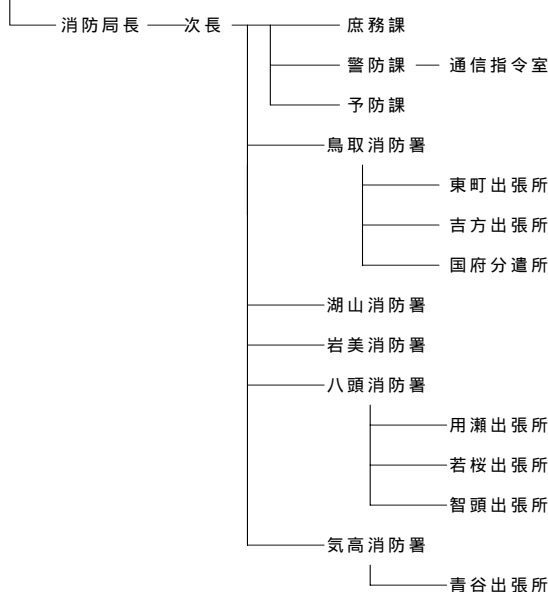 消防局長 次長 庶務課
警防課 通信指令室
予防課
鳥取消防署
東町出張所
吉方出張所
国府分遣所
湖山消防署
岩美消防署
八頭消防署
用瀬出張所
若桜出張所
智頭出張所
気高消防署
青谷出張所